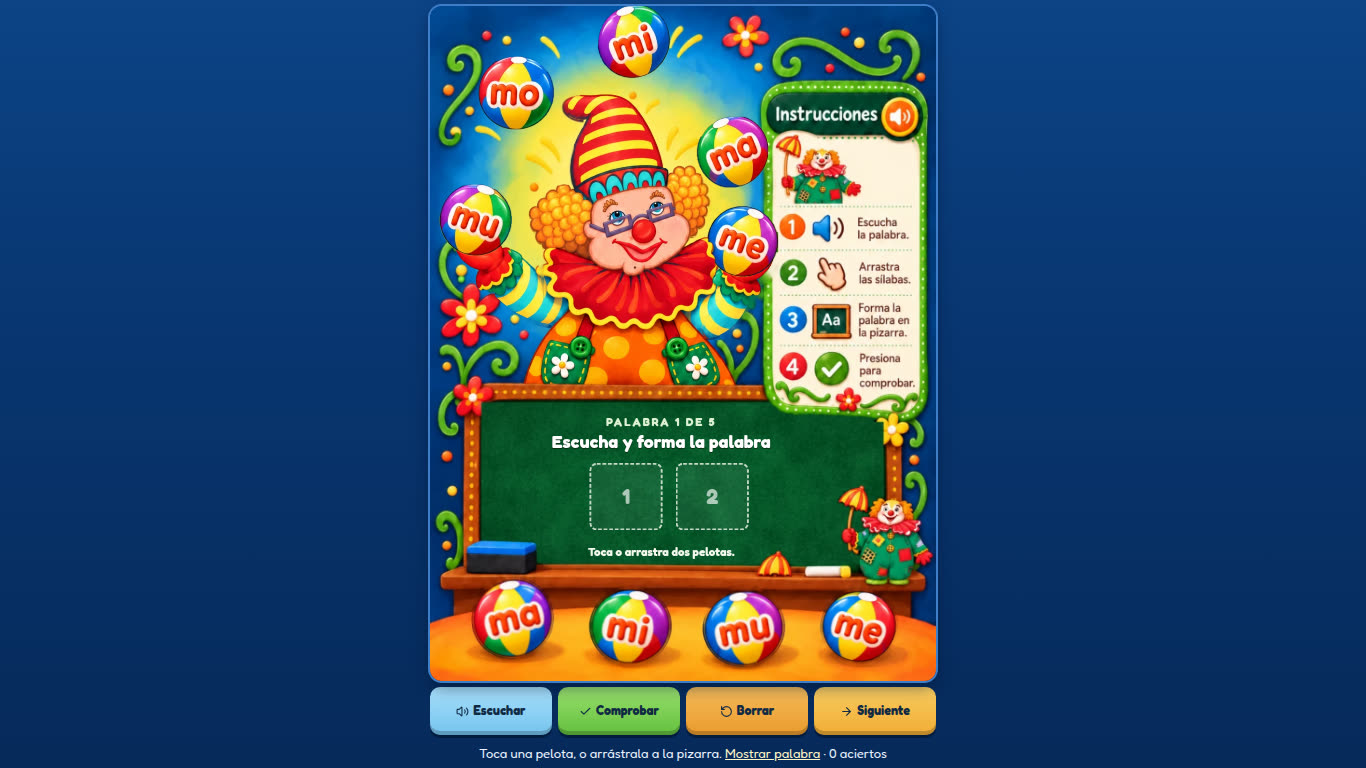 mi
mo
ma
mu
me
Instrucciones
1 Escucha
la palabra.
2 Arrastra
las sílabas.
3 Aa Forma la
palabra en
la pizarra.
4 Presiona
para
comprobar.
PALABRA 1 DE 5
Escucha y forma la palabra
1 2
Toca o arrastra dos pelotas.
ma mi mu me
Escuchar Comprobar Borrar Siguiente
Toca una pelota, o arrástrala a la pizarra. Mostrar palabra · 0 aciertos